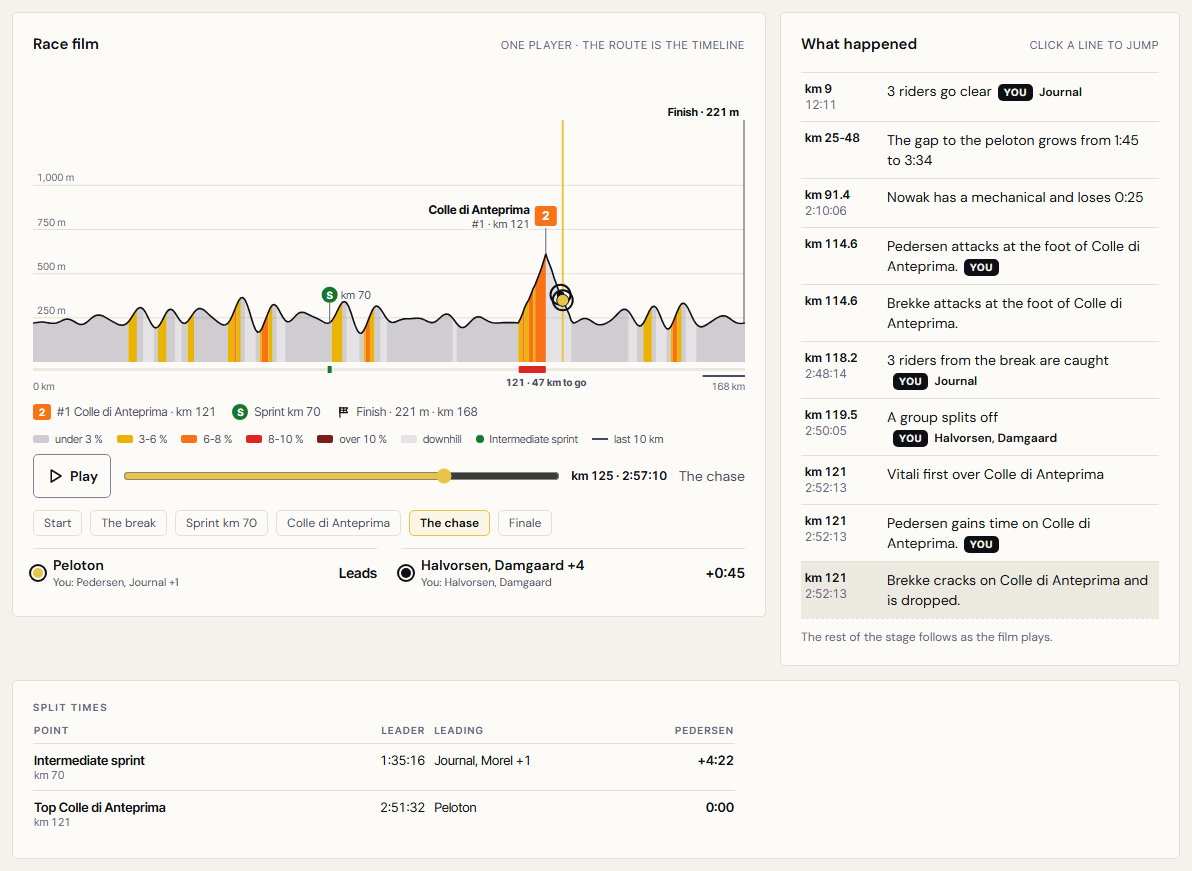 Race film
ONE PLAYER · THE ROUTE IS THE TIMELINE
Finish · 221 m
1,000 m
750 m
500 m
250 m
Colle di Anteprima
#1 · km 121
2
S
km 70
121 · 47 km to go
0 km
168 km
2 #1 Colle di Anteprima · km 121 S Sprint km 70 Finish · 221 m · km 168
under 3 % 3-6 % 6-8 % 8-10 % over 10 % downhill Intermediate sprint last 10 km
Play
km 125 · 2:57:10 The chase
Start The break Sprint km 70 Colle di Anteprima The chase Finale
Peloton
You: Pedersen, Journal +1
Leads
Halvorsen, Damgaard +4
You: Halvorsen, Damgaard
+0:45
What happened
CLICK A LINE TO JUMP
km 9
12:11
3 riders go clear YOU Journal
km 25-48
The gap to the peloton grows from 1:45
to 3:34
km 91.4
2:10:06
Nowak has a mechanical and loses 0:25
km 114.6
Pedersen attacks at the foot of Colle di
Anteprima. YOU
km 114.6
Brekke attacks at the foot of Colle di
Anteprima.
km 118.2
2:48:14
3 riders from the break are caught
YOU Journal
km 119.5
2:50:05
A group splits off
YOU Halvorsen, Damgaard
km 121
2:52:13
Vitali first over Colle di Anteprima
km 121
2:52:13
Pedersen gains time on Colle di
Anteprima. YOU
km 121
2:52:13
Brekke cracks on Colle di Anteprima and
is dropped.
The rest of the stage follows as the film plays.
SPLIT TIMES
POINT LEADER LEADING PEDERSEN
Intermediate sprint 1:35:16 Journal, Morel +1 +4:22
km 70
Top Colle di Anteprima 2:51:32 Peloton 0:00
km 121